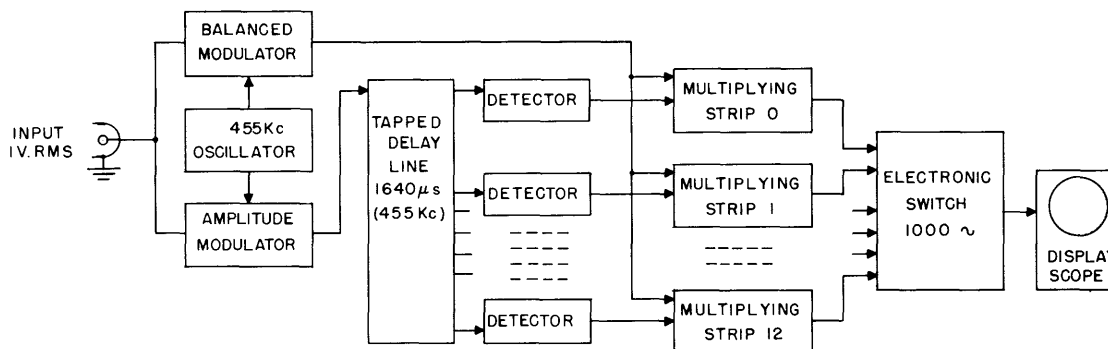 BALANCED
MODULATOR
455Kc
OSCILLATOR
AMPLITUDE
MODULATOR
INPUT
1V. RMS
TAPPED
DELAY
LINE
1640μs
(455Kc)
DETECTOR
DETECTOR
DETECTOR
MULTIPLYING
STRIP 0
MULTIPLYING
STRIP 1
MULTIPLYING
STRIP 12
ELECTRONIC
SWITCH
1000 ~
DISPLAY
SCOPE